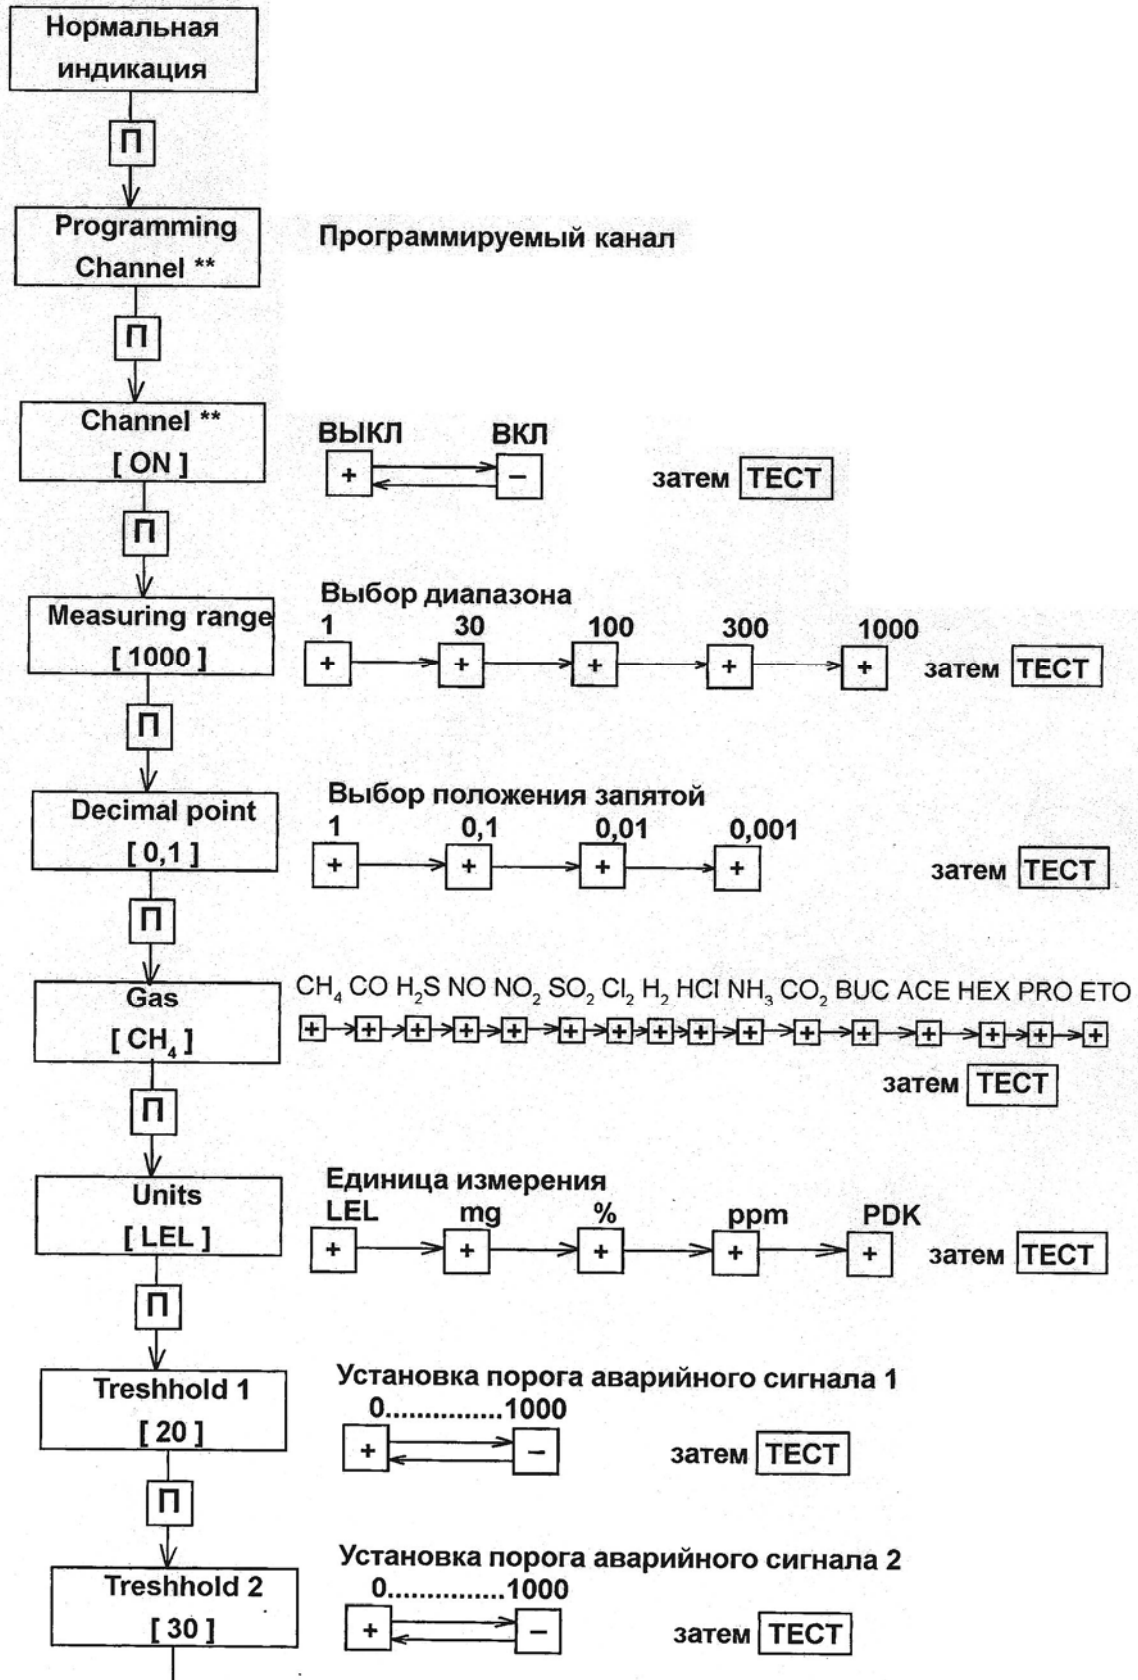 Нормальная
индикация
П
Programming
Channel **
Программируемый канал
П
Channel **
[ ON ]
ВЫКЛ ВКЛ
+ –
затем ТЕСТ
П
Measuring range
[ 1000 ]
Выбор диапазона
1 30 100 300 1000
+ + + + +
затем ТЕСТ
П
Decimal point
[ 0,1 ]
Выбор положения запятой
1 0,1 0,01 0,001
+ + + +
затем ТЕСТ
П
Gas
[ CH₄ ]
CH₄ CO H₂S NO NO₂ SO₂ Cl₂ H₂ HCl NH₃ CO₂ BUC ACE HEX PRO ETO
+ + + + + + + + + + + + + + + +
затем ТЕСТ
П
Units
[ LEL ]
Единица измерения
LEL mg % ppm PDK
+ + + + +
затем ТЕСТ
П
Treshhold 1
[ 20 ]
Установка порога аварийного сигнала 1
0...............1000
+ –
затем ТЕСТ
П
Treshhold 2
[ 30 ]
Установка порога аварийного сигнала 2
0...............1000
+ –
затем ТЕСТ